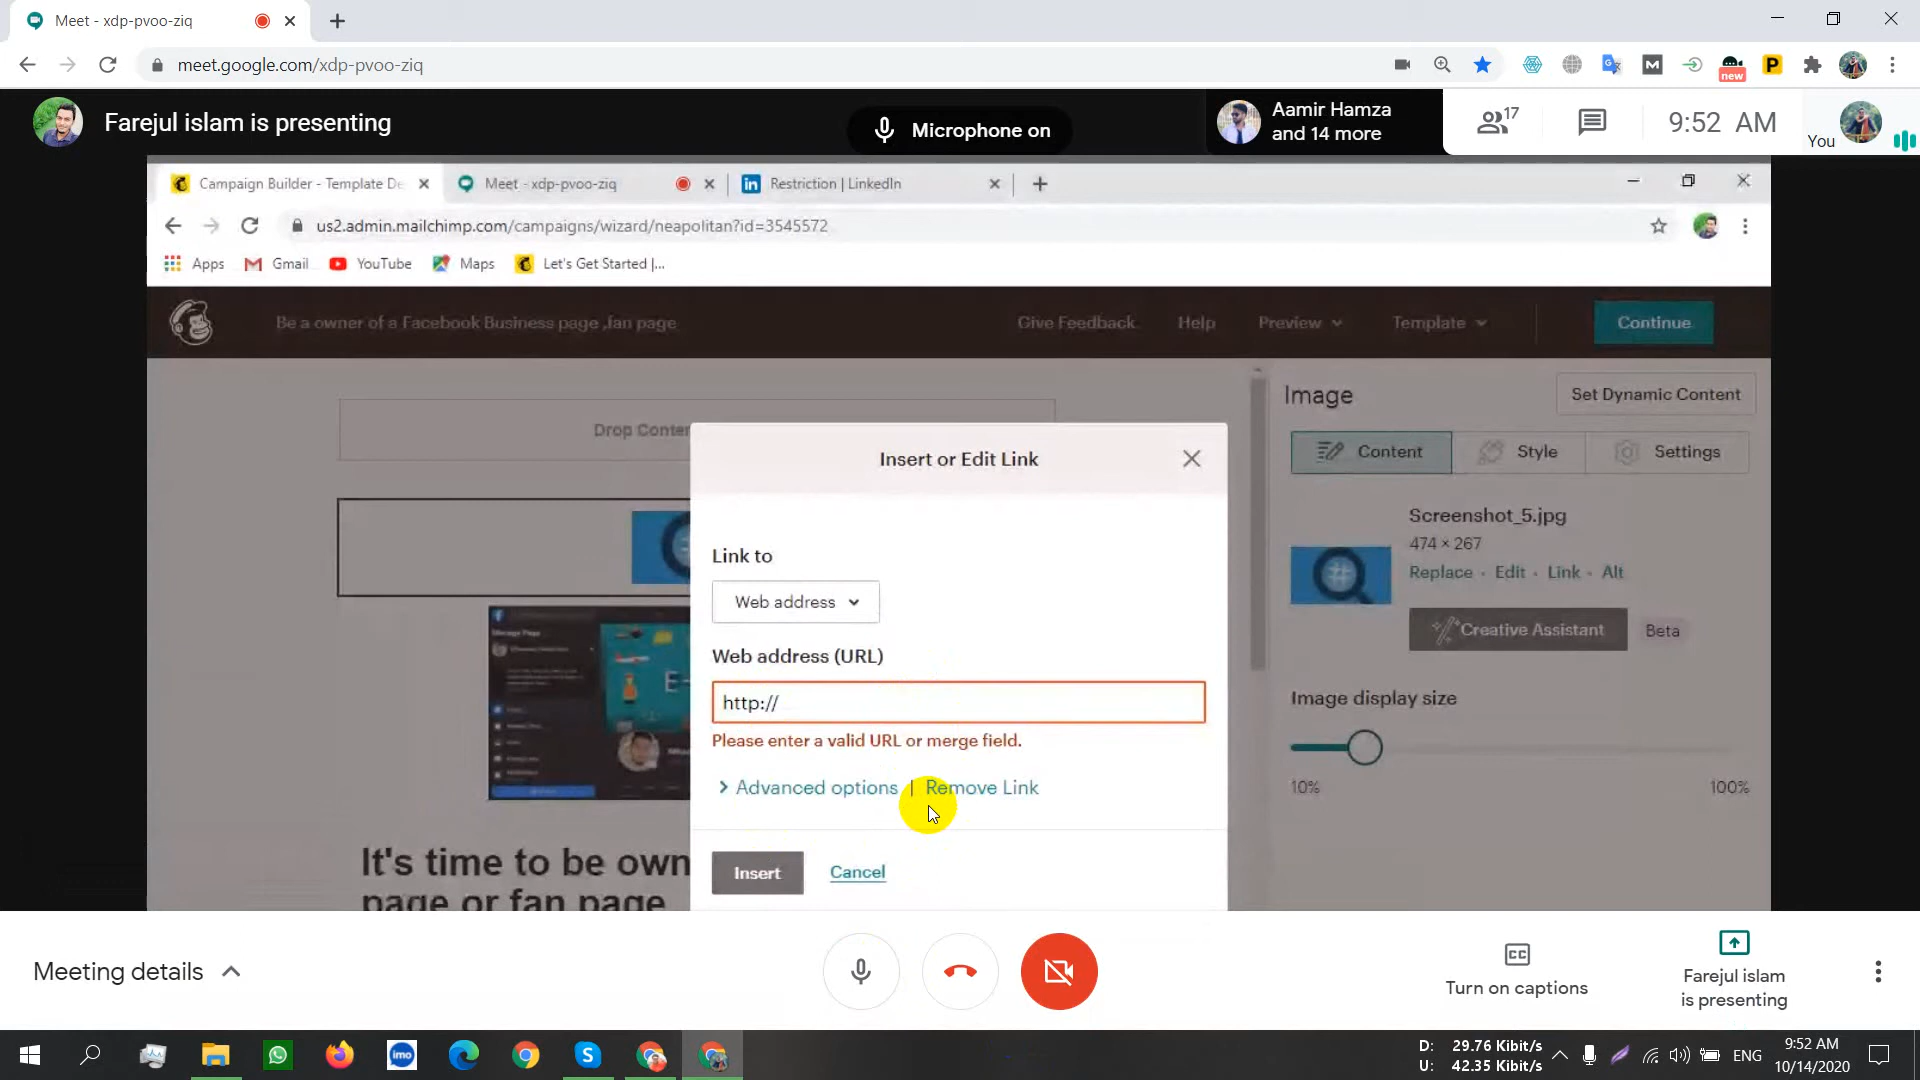 Meet - xdp-pvoo-ziq
meet.google.com/xdp-pvoo-ziq
new
Farejul islam is presenting
Microphone on
Aamir Hamza
and 14 more
17
9:52 AM
You
Campaign Builder - Template De
Meet - xdp-pvoo-ziq
Restriction | LinkedIn
us2.admin.mailchimp.com/campaigns/wizard/neapolitan?id=3545572
Apps
Gmail
YouTube
Maps
Let's Get Started |...
Be a owner of a Facebook Business page ,fan page
Give Feedback
Help
Preview
Template
Continue
Drop Conten
Insert or Edit Link
Link to
Web address
Web address (URL)
http://
Please enter a valid URL or merge field.
Advanced options | Remove Link
Insert
Cancel
It's time to be own
page or fan page
Image
Set Dynamic Content
Content
Style
Settings
Screenshot_5.jpg
474 × 267
Replace · Edit · Link · Alt
Creative Assistant
Beta
Image display size
10%
100%
Meeting details
Turn on captions
Farejul islam
is presenting
imo
D: 29.76 Kibit/s
U: 42.35 Kibit/s
ENG
9:52 AM
10/14/2020